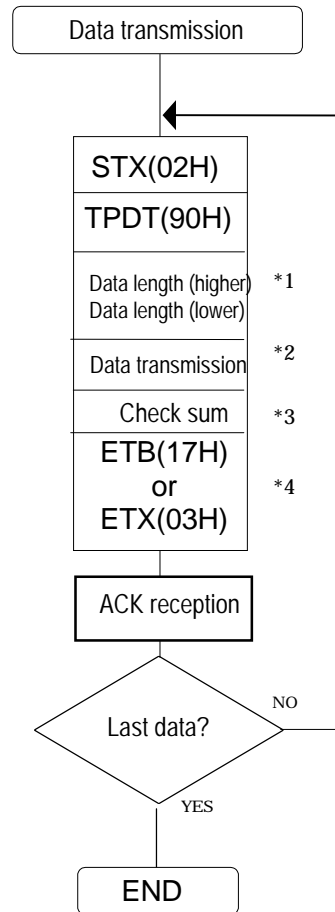 Data transmission
STX(02H)
TPDT(90H)
Data length (higher) *1
Data length (lower)
Data transmission *2
Check sum *3
ETB(17H)
or *4
ETX(03H)
ACK reception
NO
Last data?
YES
END